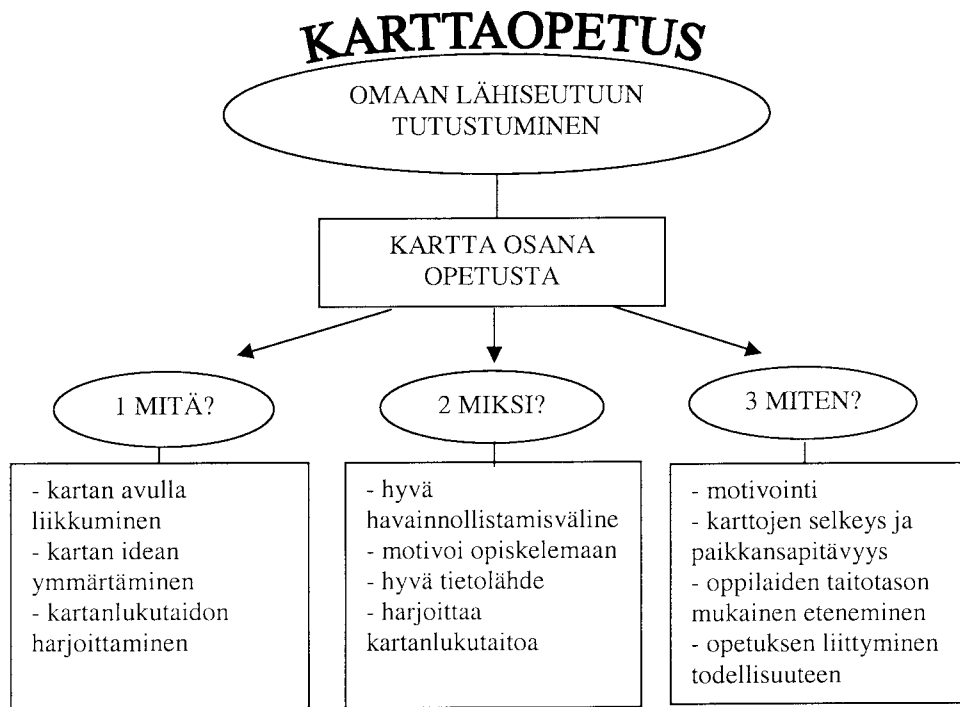 KARTTAOPETUS
OMAAN LÄHISEUTUUN
TUTUSTUMINEN
KARTTA OSANA
OPETUSTA
1 MITÄ?
- kartan avulla
liikkuminen
- kartan idean
ymmärtäminen
- kartanlukutaidon
harjoittaminen
2 MIKSI?
- hyvä
havainnollistamisväline
- motivoi opiskelemaan
- hyvä tietolähde
- harjoittaa
kartanlukutaitoa
3 MITEN?
- motivointi
- karttojen selkeys ja
paikkansapitävyys
- oppilaiden taitotason
mukainen eteneminen
- opetuksen liittyminen
todellisuuteen